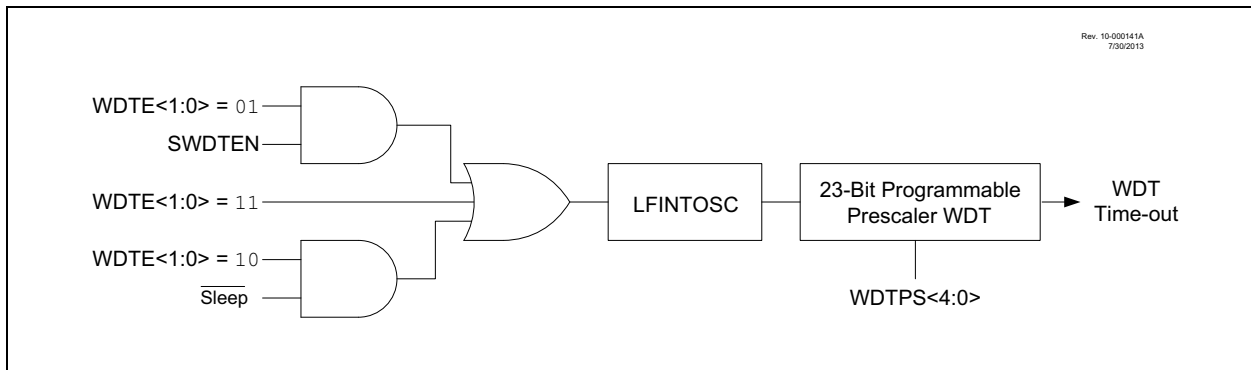 Rev. 10-000141A
7/30/2013
WDTE<1:0> = 01
SWDTEN
WDTE<1:0> = 11
WDTE<1:0> = 10
Sleep
LFINTOSC
23-Bit Programmable
Prescaler WDT
WDT
Time-out
WDTPS<4:0>